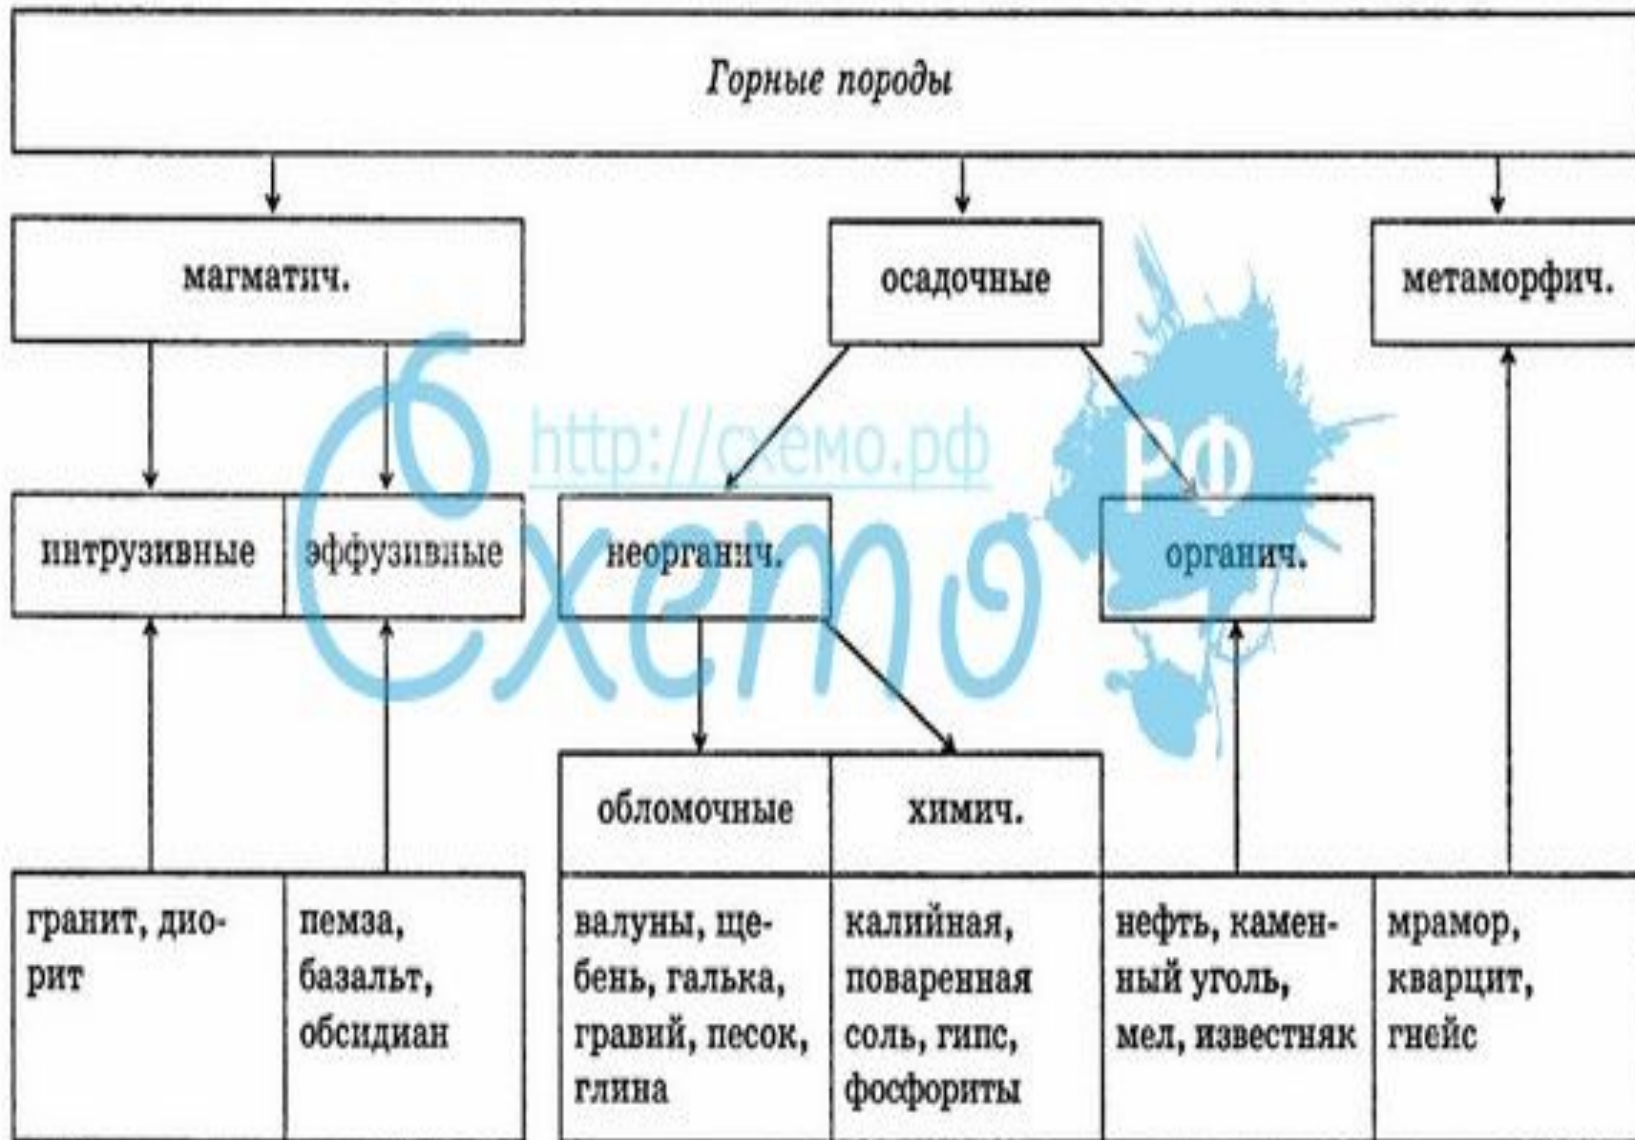 Горные породы
магматич.
осадочные
метаморфич.
http://схемо.рф
РФ
Схемо
интрузивные
эффузивные
неорганич.
органич.
обломочные
химич.
гранит, дио-
рит
пемза,
базальт,
обсидиан
валуны, ще-
бень, галька,
гравий, песок,
глина
калийная,
поваренная
соль, гипс,
фосфориты
нефть, камен-
ный уголь,
мел, известняк
мрамор,
кварцит,
гнейс